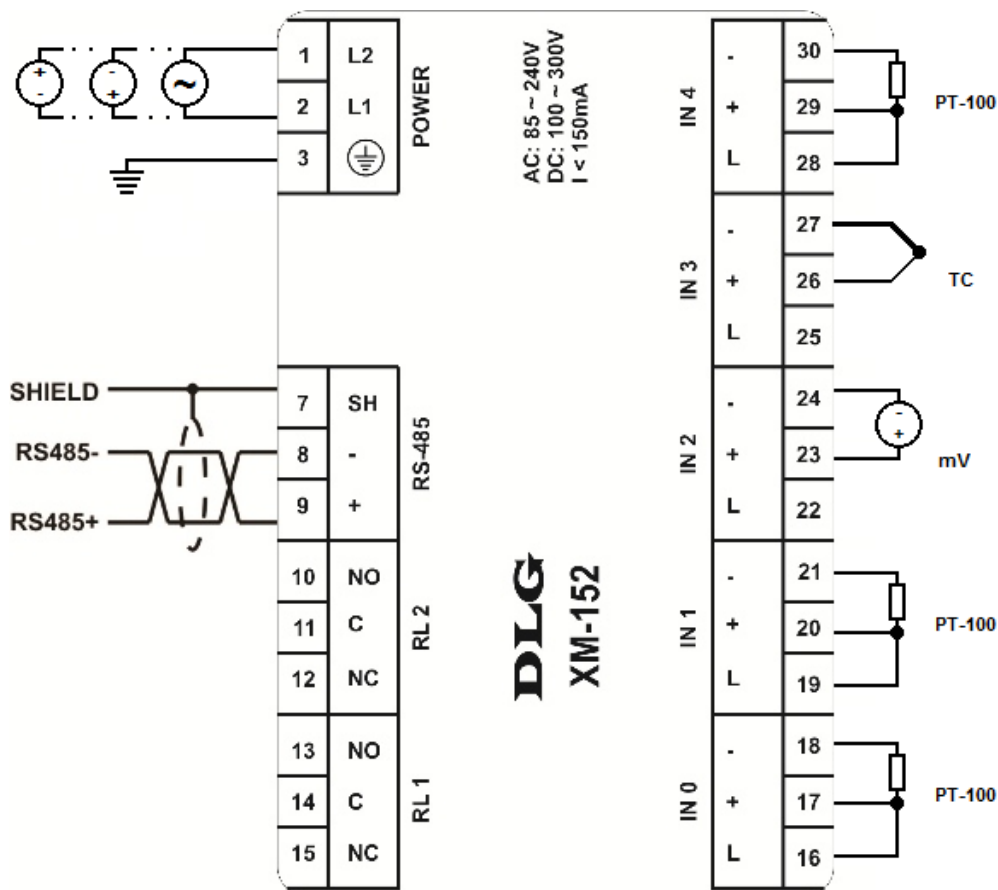 1 L2
2 L1
3
POWER
+
-
-
+
~
AC: 85 ~ 240V
DC: 100 ~ 300V
I < 150mA
SHIELD
RS485-
RS485+
7 SH
8 -
9 +
RS-485
10 NO
11 C
12 NC
RL 2
13 NO
14 C
15 NC
RL 1
DLG
XM-152
IN 4
- 30
+ 29
L 28
PT-100
IN 3
- 27
+ 26
L 25
TC
IN 2
- 24
+ 23
L 22
-
+
mV
IN 1
- 21
+ 20
L 19
PT-100
IN 0
- 18
+ 17
L 16
PT-100